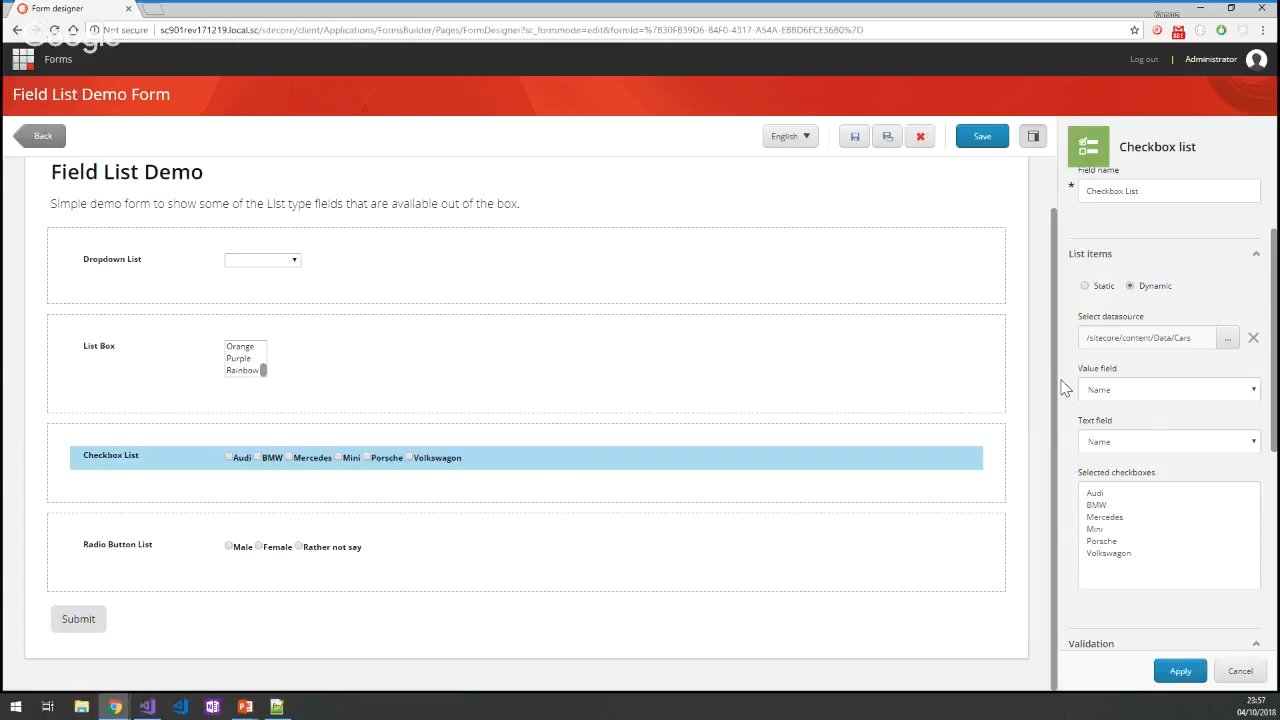 Form designer
Kamruz
Not secure
sc901rev171219.local.sc/sitecore/client/Applications/FormsBuilder/Pages/FormDesigner?sc_formmode=edit&formId=%7B30FB39D6-B4F0-4317-A54A-E8BD6ECE36B0%7D
881
Google
Forms
Log out | Administrator
Field List Demo Form
Back
English
Save
Checkbox list
Field List Demo
Simple demo form to show some of the List type fields that are available out of the box.
Dropdown List
List Box
Orange
Purple
Rainbow
Checkbox List
Audi BMW Mercedes Mini Porsche Volkswagon
Radio Button List
Male Female Rather not say
Submit
Field name
* Checkbox List
List items
Static Dynamic
Select datasource
/sitecore/content/Data/Cars ...
Value field
Name
Text field
Name
Selected checkboxes
Audi
BMW
Mercedes
Mini
Porsche
Volkswagon
Validation
Apply Cancel
23:57
04/10/2018